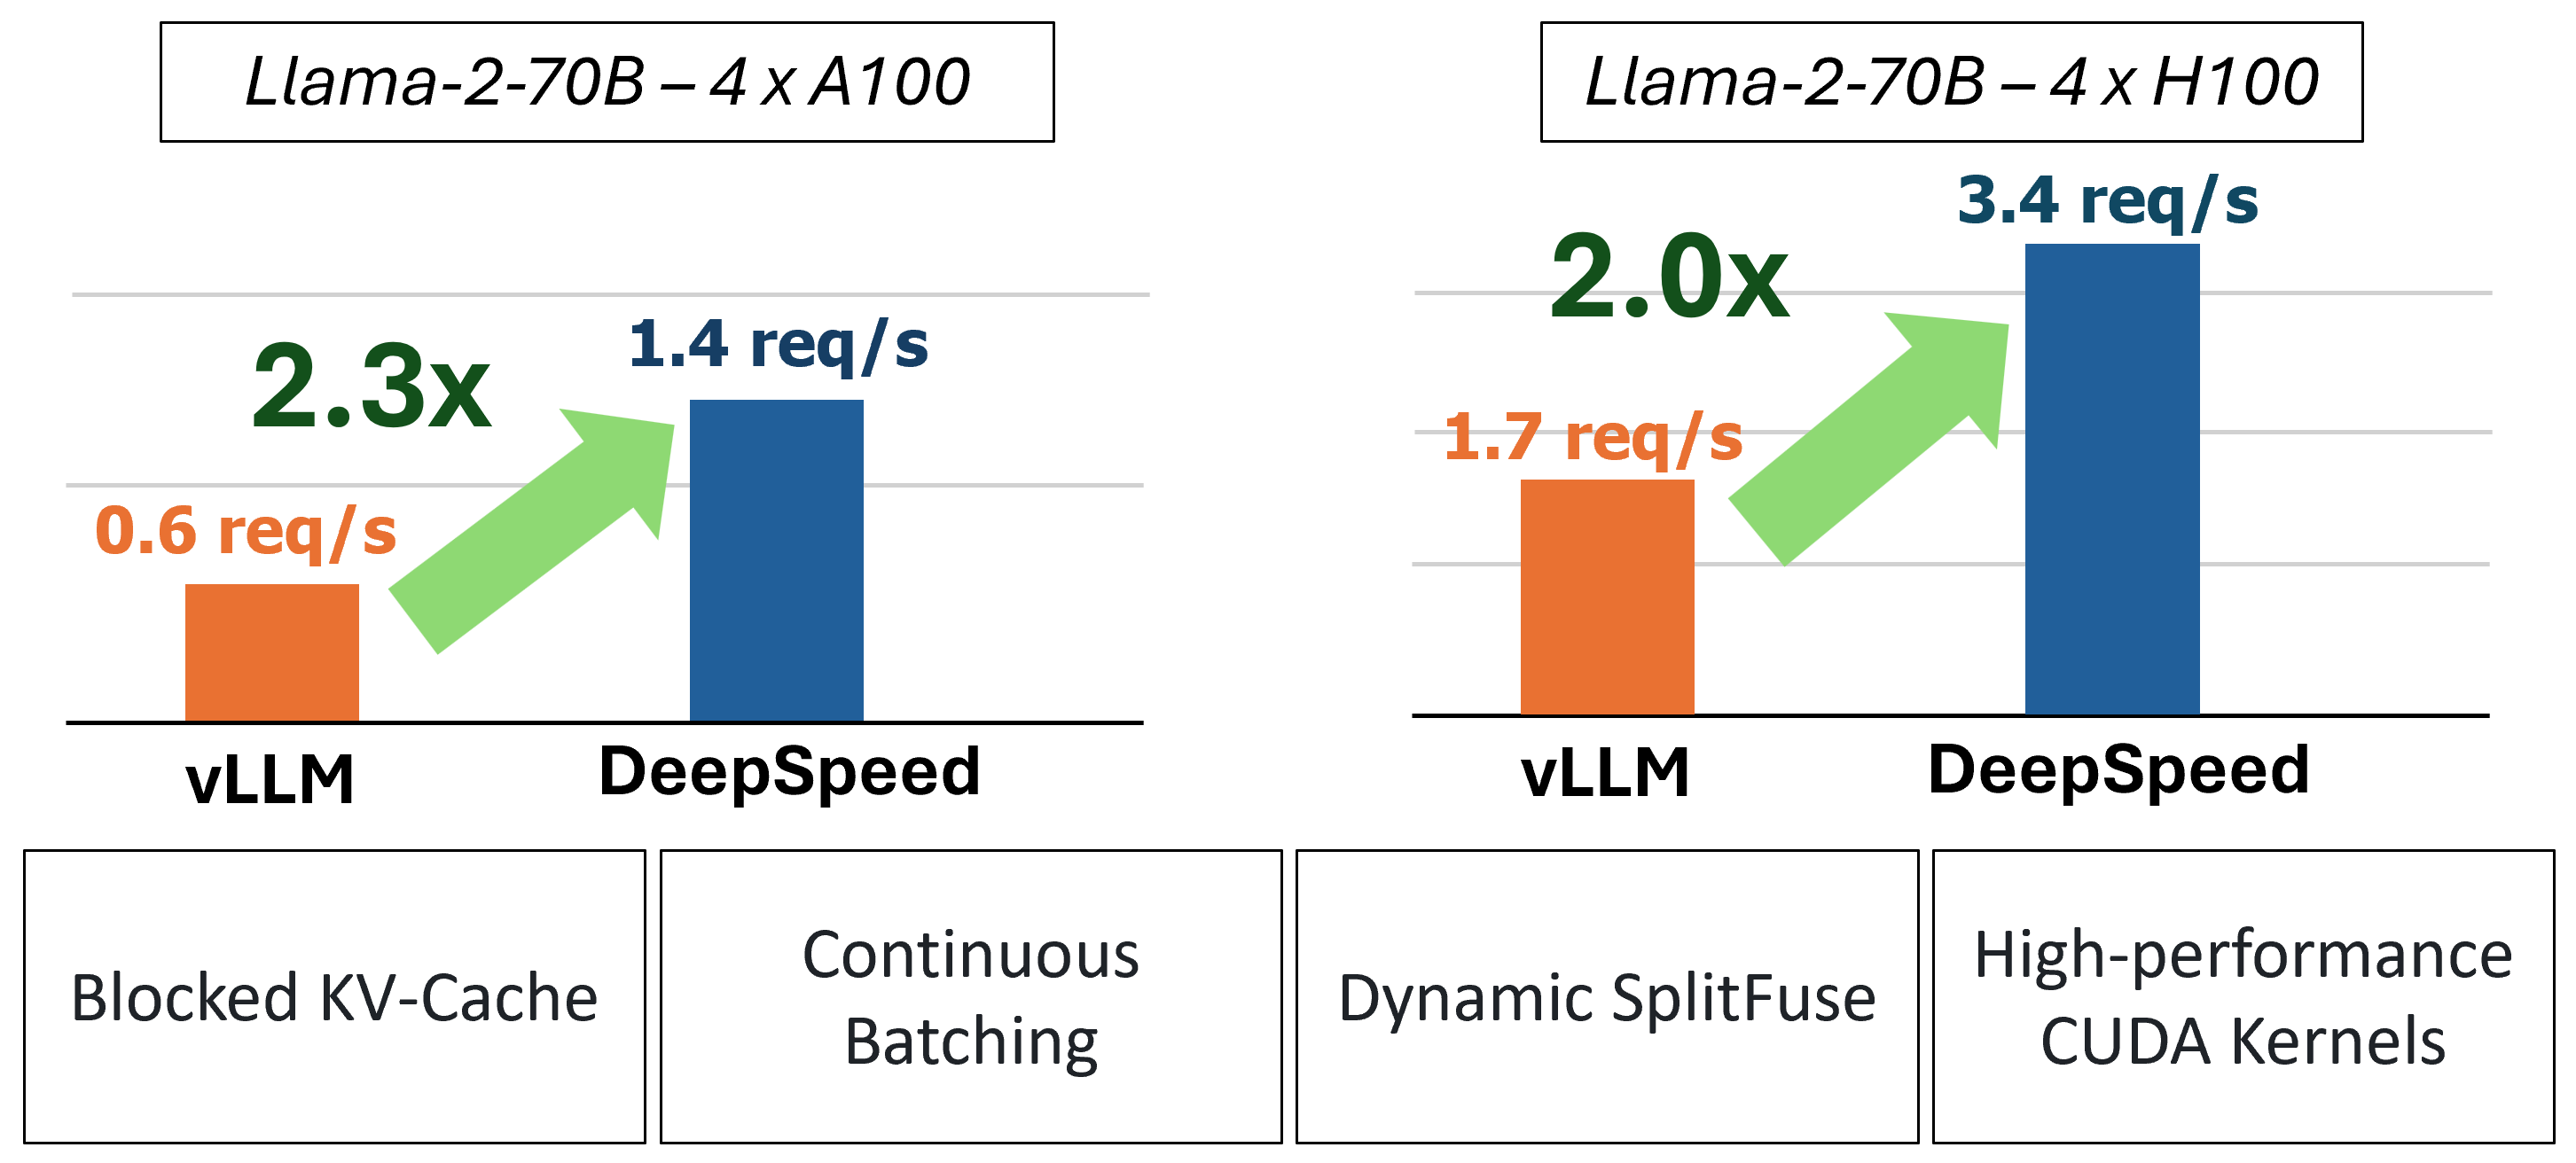 Llama-2-70B – 4 x A100
2.3x
0.6 req/s
1.4 req/s
vLLM
DeepSpeed
Llama-2-70B – 4 x H100
2.0x
1.7 req/s
3.4 req/s
vLLM
DeepSpeed
Blocked KV-Cache
Continuous
Batching
Dynamic SplitFuse
High-performance
CUDA Kernels